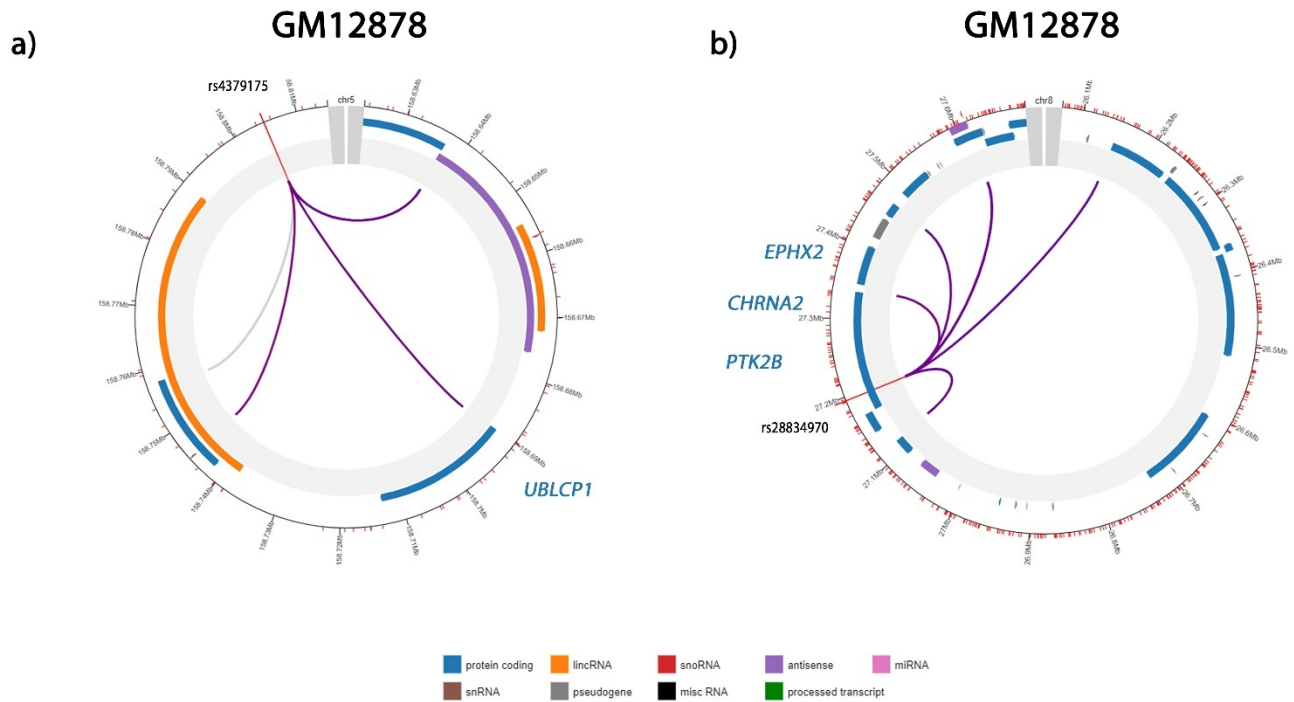 a)
GM12878
rs4379175
58.81Mb
chr5
158.63Mb
158.64Mb
158.65Mb
158.66Mb
158.67Mb
158.68Mb
158.69Mb
158.7Mb
158.71Mb
158.72Mb
158.73Mb
158.74Mb
158.75Mb
158.76Mb
158.77Mb
158.78Mb
158.79Mb
158.8Mb
UBLCP1
b)
GM12878
chr8
26.1Mb
26.2Mb
26.3Mb
26.4Mb
26.5Mb
26.6Mb
26.7Mb
26.8Mb
26.9Mb
27Mb
27.1Mb
27.2Mb
27.3Mb
27.4Mb
27.5Mb
27.6Mb
EPHX2
CHRNA2
PTK2B
rs28834970
protein coding
lincRNA
snoRNA
antisense
miRNA
snRNA
pseudogene
misc RNA
processed transcript